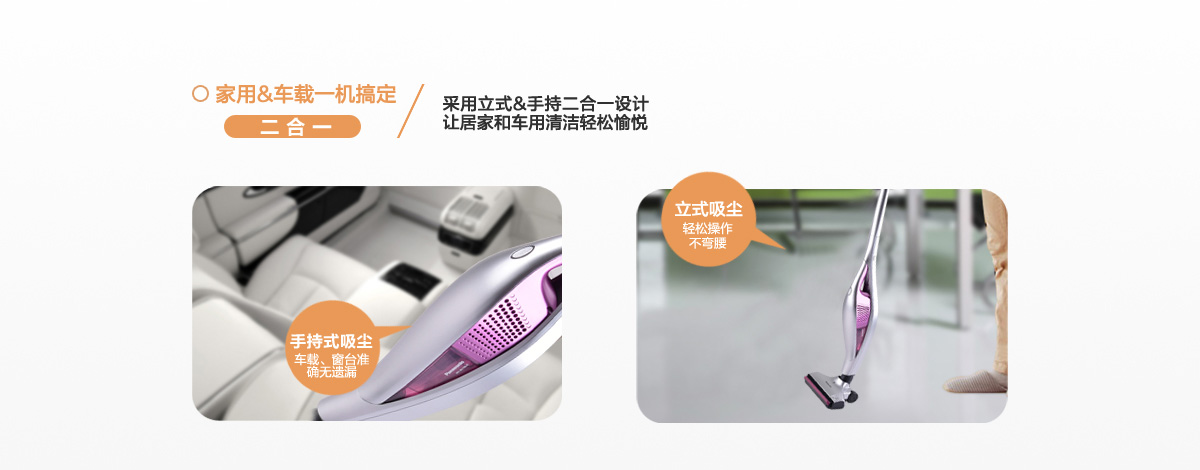 家用&车载一机搞定
二合一
采用立式&手持二合一设计
让居家和车用清洁轻松愉悦
手持式吸尘
车载、窗台准
确无遗漏
Panasonic
立式吸尘
轻松操作
不弯腰